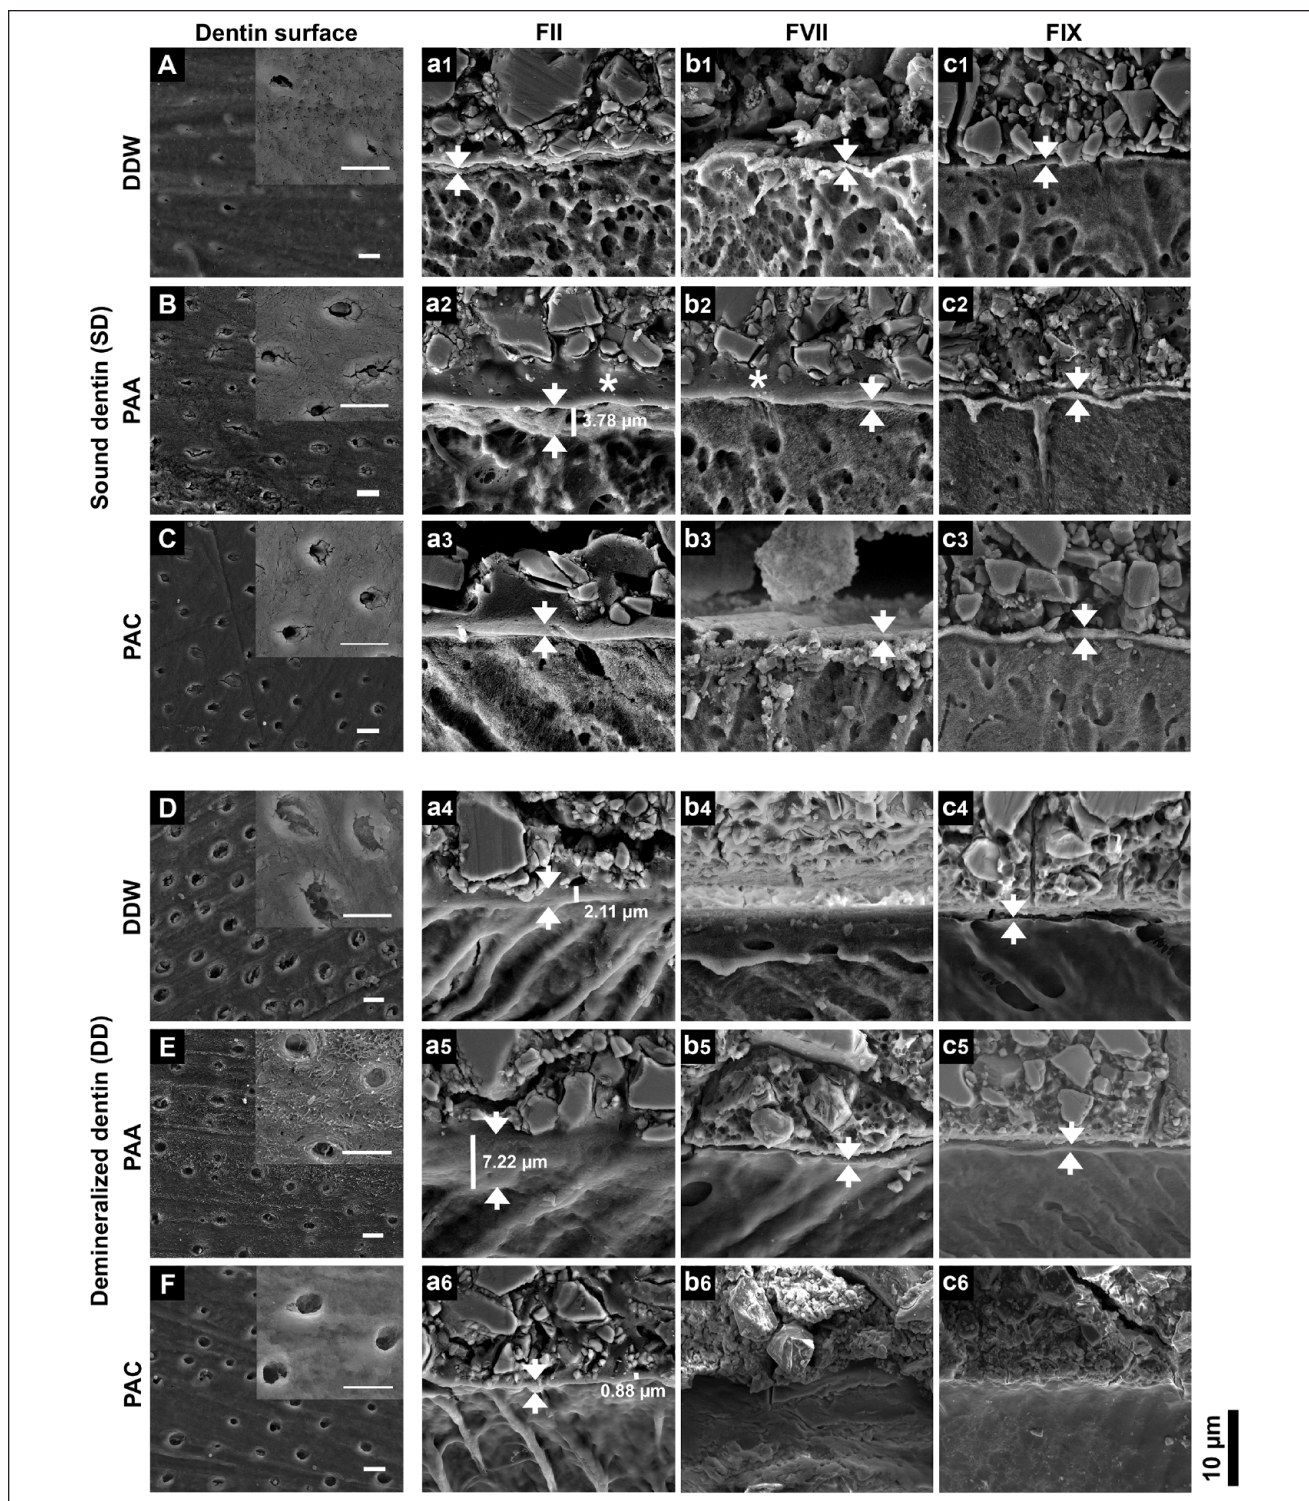 Dentin surface FII FVII FIX
Sound dentin (SD)
DDW
A a1 b1 c1
PAA
B a2 b2 c2
* *
3.78 µm
PAC
C a3 b3 c3
Demineralized dentin (DD)
DDW
D a4 b4 c4
2.11 µm
PAA
E a5 b5 c5
7.22 µm
PAC
F a6 b6 c6
0.88 µm
10 µm